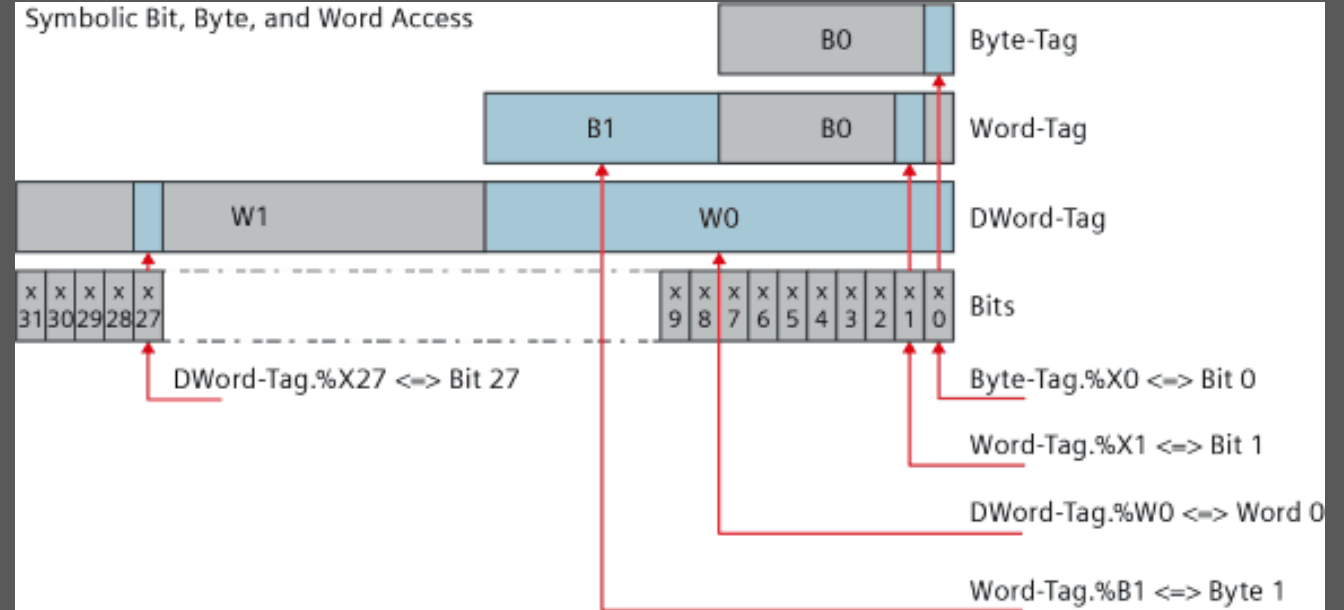 Symbolic Bit, Byte, and Word Access
B0 Byte-Tag
B1 B0 Word-Tag
W1 W0 DWord-Tag
x x x x x x x x x x x x x x x
31 30 29 28 27 9 8 7 6 5 4 3 2 1 0 Bits
DWord-Tag.%X27 <=> Bit 27 Byte-Tag.%X0 <=> Bit 0
Word-Tag.%X1 <=> Bit 1
DWord-Tag.%W0 <=> Word 0
Word-Tag.%B1 <=> Byte 1